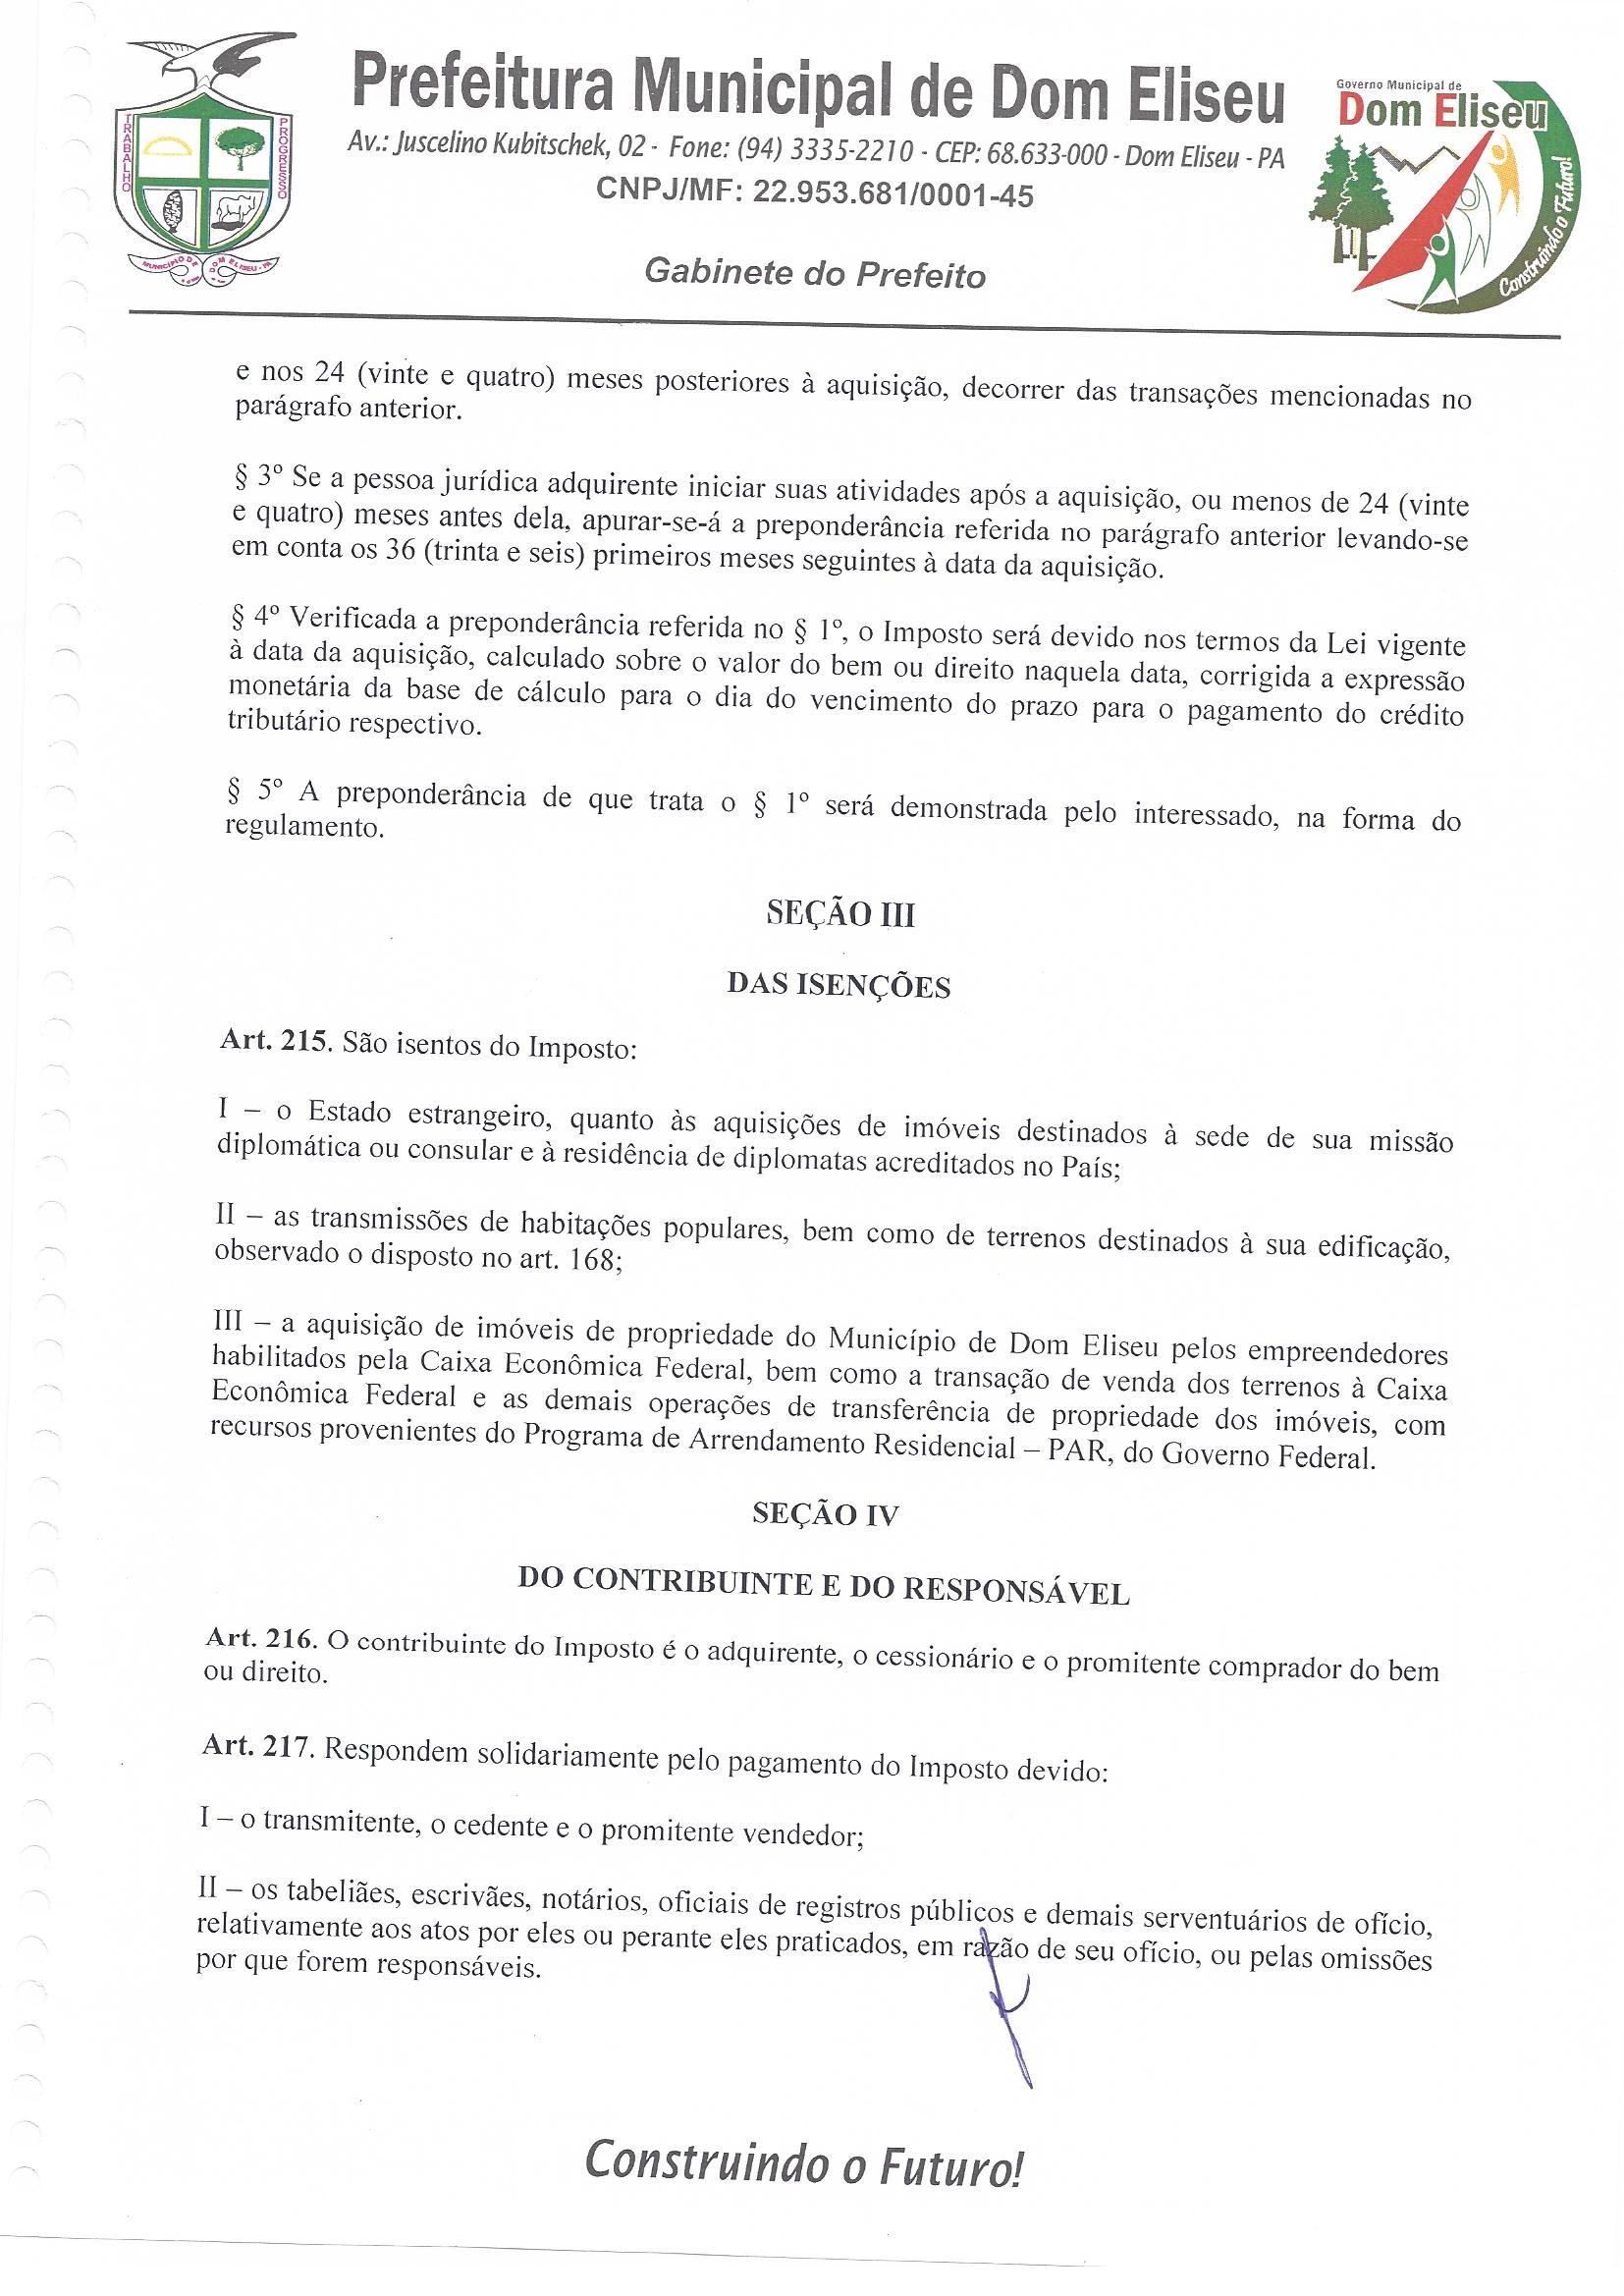 Prefeitura Municipal de Dom Eliseu
Av.: Juscelino Kubitschek, 02 - Fone: (94) 3335-2210 - CEP: 68.633-000 - Dom Eliseu - PA
CNPJ/MF: 22.953.681/0001-45
Gabinete do Prefeito
TRABALHO
PROGRESSO
MUNICÍPIO DE DOM ELISEU - PA
Governo Municipal de
Dom Eliseu
Construindo o Futuro!
e nos 24 (vinte e quatro) meses posteriores à aquisição, decorrer das transações mencionadas no
parágrafo anterior.
§ 3º Se a pessoa jurídica adquirente iniciar suas atividades após a aquisição, ou menos de 24 (vinte
e quatro) meses antes dela, apurar-se-á a preponderância referida no parágrafo anterior levando-se
em conta os 36 (trinta e seis) primeiros meses seguintes à data da aquisição.
§ 4º Verificada a preponderância referida no § 1º, o Imposto será devido nos termos da Lei vigente
à data da aquisição, calculado sobre o valor do bem ou direito naquela data, corrigida a expressão
monetária da base de cálculo para o dia do vencimento do prazo para o pagamento do crédito
tributário respectivo.
§ 5º A preponderância de que trata o § 1º será demonstrada pelo interessado, na forma do
regulamento.
SEÇÃO III
DAS ISENÇÕES
Art. 215. São isentos do Imposto:
I – o Estado estrangeiro, quanto às aquisições de imóveis destinados à sede de sua missão
diplomática ou consular e à residência de diplomatas acreditados no País;
II – as transmissões de habitações populares, bem como de terrenos destinados à sua edificação,
observado o disposto no art. 168;
III – a aquisição de imóveis de propriedade do Município de Dom Eliseu pelos empreendedores
habilitados pela Caixa Econômica Federal, bem como a transação de venda dos terrenos à Caixa
Econômica Federal e as demais operações de transferência de propriedade dos imóveis, com
recursos provenientes do Programa de Arrendamento Residencial – PAR, do Governo Federal.
SEÇÃO IV
DO CONTRIBUINTE E DO RESPONSÁVEL
Art. 216. O contribuinte do Imposto é o adquirente, o cessionário e o promitente comprador do bem
ou direito.
Art. 217. Respondem solidariamente pelo pagamento do Imposto devido:
I – o transmitente, o cedente e o promitente vendedor;
II – os tabeliães, escrivães, notários, oficiais de registros públicos e demais serventuários de ofício,
relativamente aos atos por eles ou perante eles praticados, em razão de seu ofício, ou pelas omissões
por que forem responsáveis.
Construindo o Futuro!